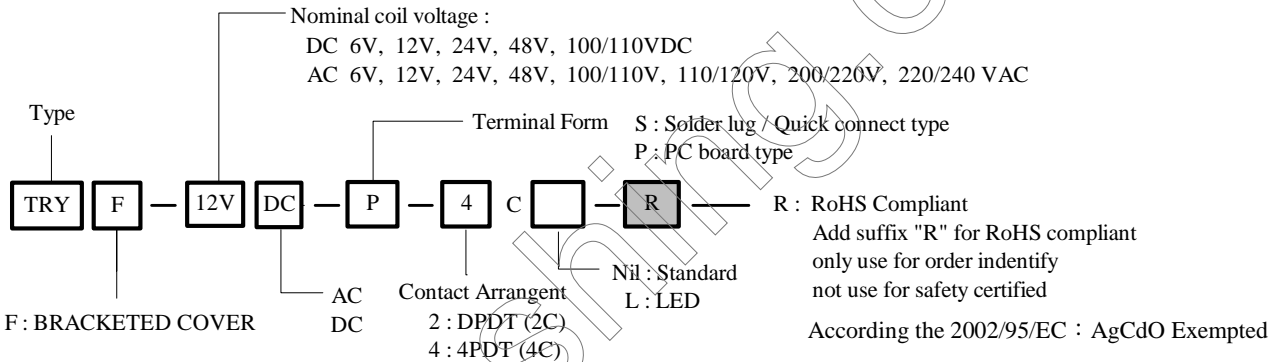 Nominal coil voltage :
DC 6V, 12V, 24V, 48V, 100/110VDC
AC 6V, 12V, 24V, 48V, 100/110V, 110/120V, 200/220V, 220/240 VAC
Type
Terminal Form S : Solder lug / Quick connect type
P : PC board type
TRY F — 12V DC — P — 4 C — R
R : RoHS Compliant
Add suffix "R" for RoHS compliant
only use for order indentify
not use for safety certified
Nil : Standard
L : LED
AC
DC
Contact Arrangent
2 : DPDT (2C)
4 : 4PDT (4C)
F : BRACKETED COVER
According the 2002/95/EC：AgCdO Exempted